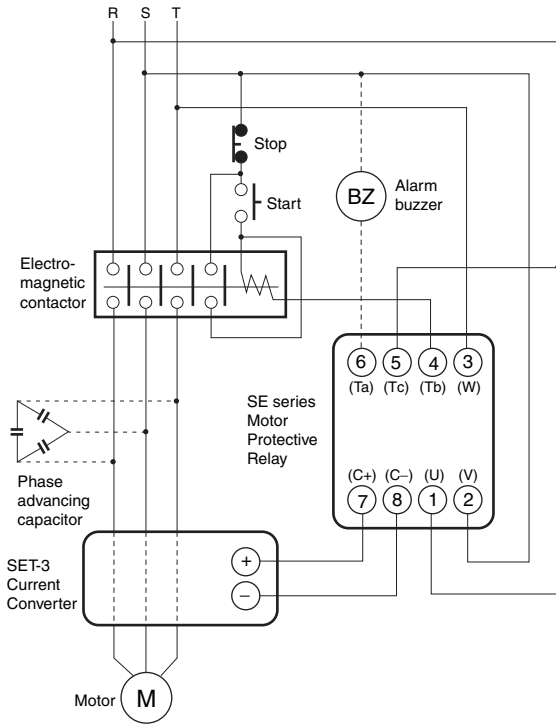 R S T
Stop
Start
BZ
Alarm
buzzer
Electro-
magnetic
contactor
6 5 4 3
(Ta) (Tc) (Tb) (W)
SE series
Motor
Protective
Relay
(C+) (C–) (U) (V)
7 8 1 2
Phase
advancing
capacitor
SET-3
Current
Converter
+
–
Motor
M